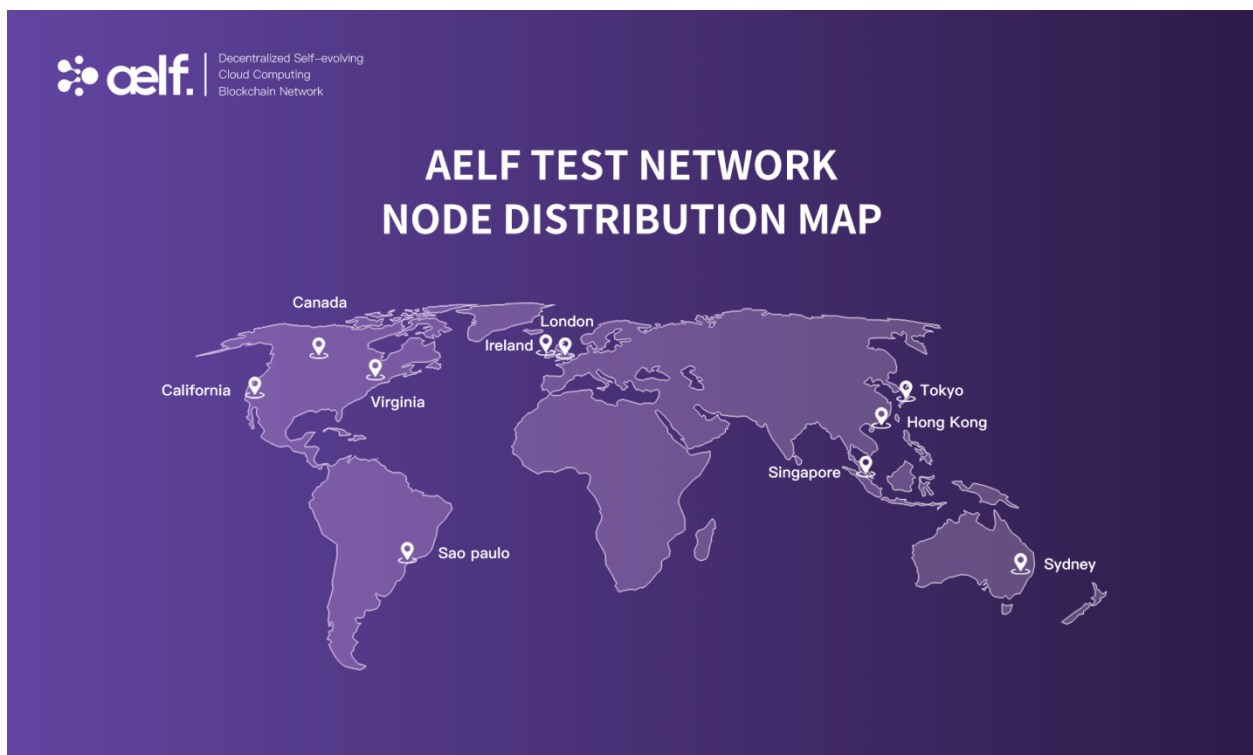 aelf.
Decentralized Self-evolving
Cloud Computing
Blockchain Network
AELF TEST NETWORK
NODE DISTRIBUTION MAP
Canada
London
Ireland
California
Virginia
Tokyo
Hong Kong
Singapore
Sao paulo
Sydney